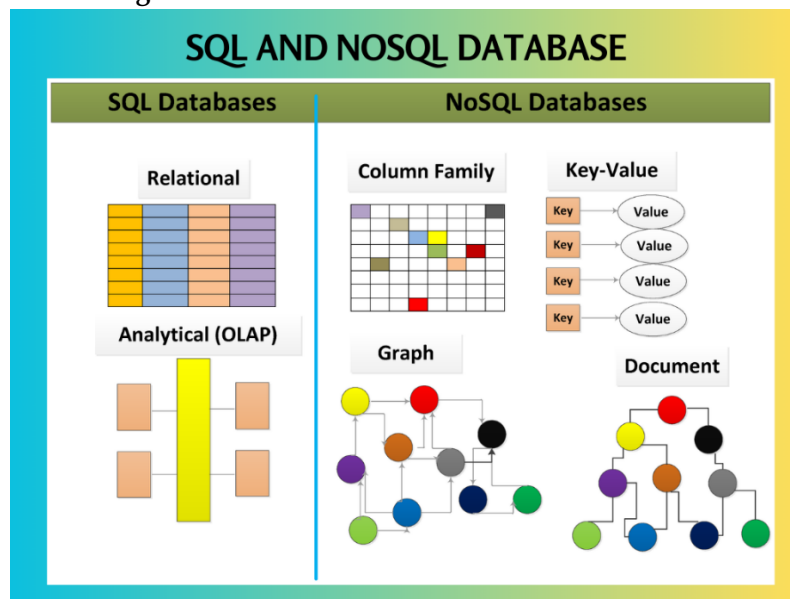 SQL AND NOSQL DATABASE
SQL Databases
NoSQL Databases
Relational
Analytical (OLAP)
Column Family
Key-Value
Key Value
Key Value
Key Value
Key Value
Graph
Document